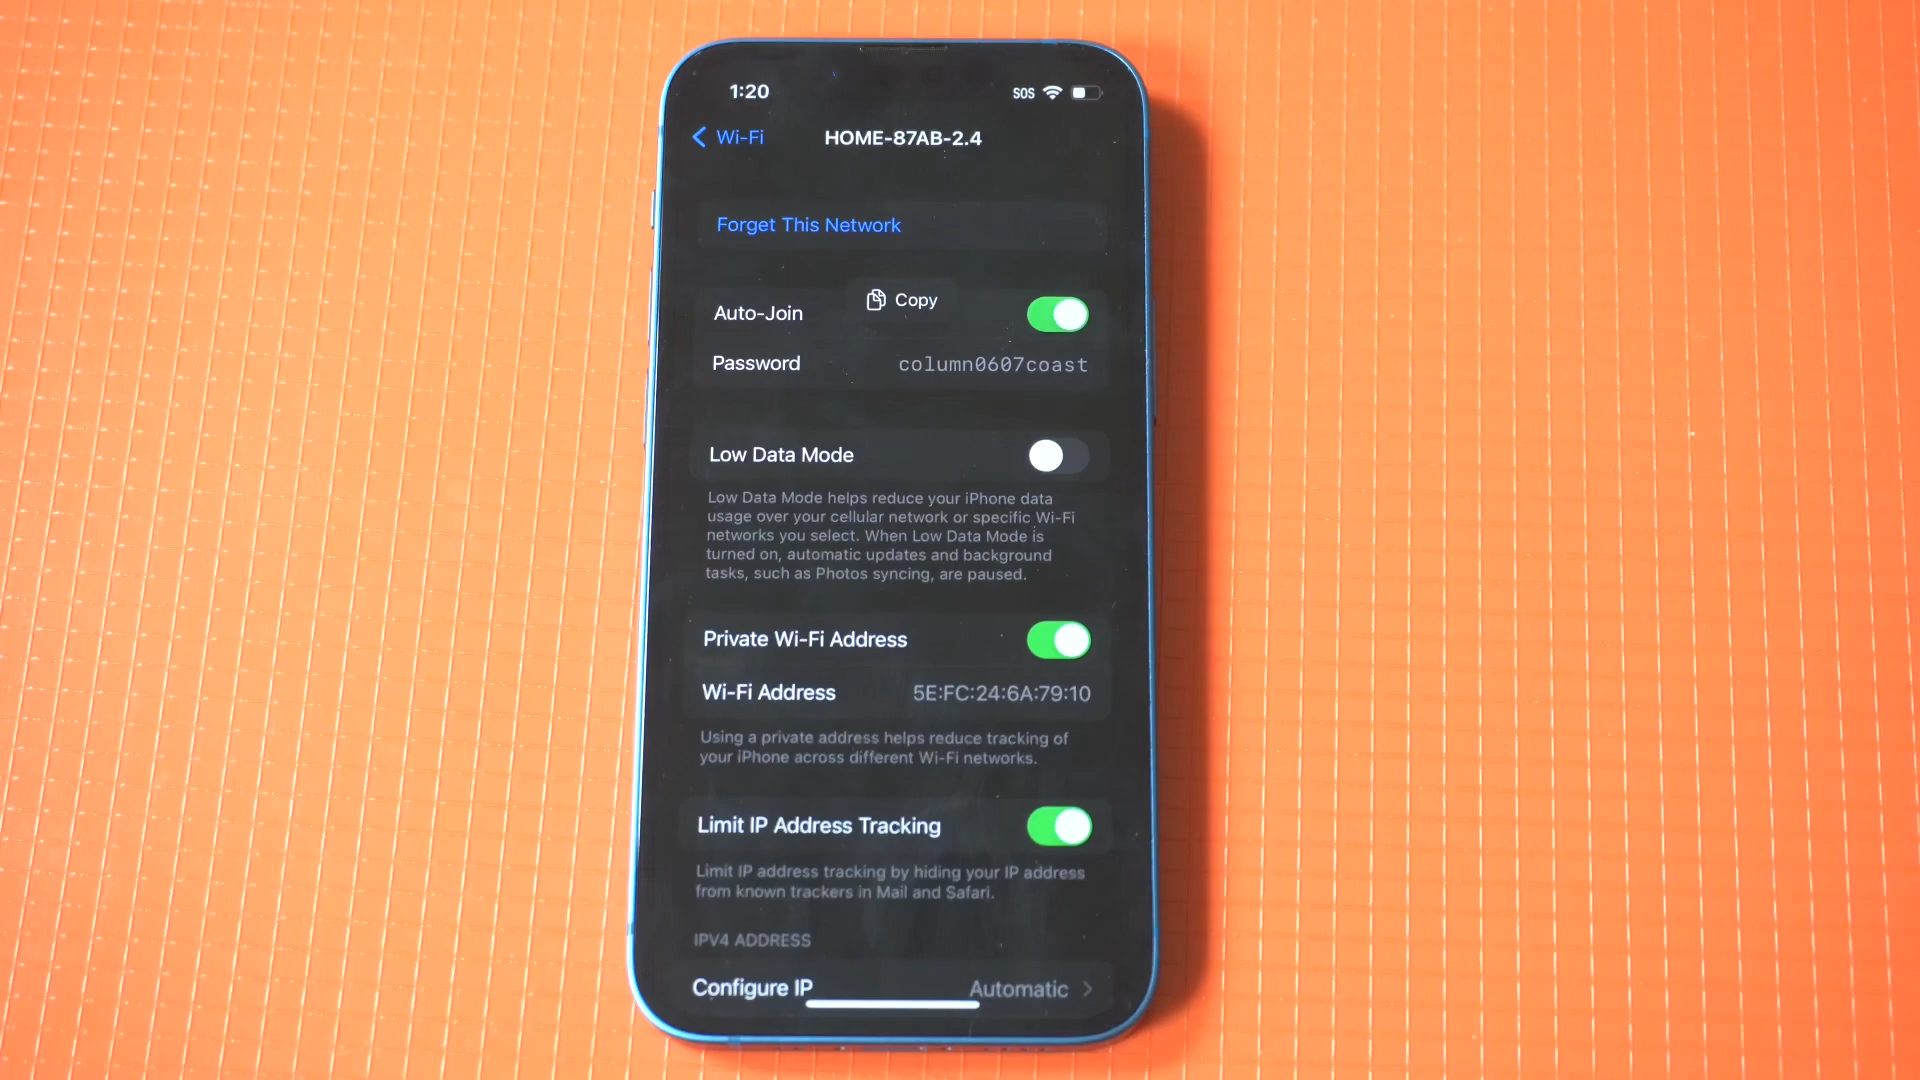 1:20 SOS
Wi-Fi HOME-87AB-2.4
Forget This Network
Copy
Auto-Join
Password column0607coast
Low Data Mode
Low Data Mode helps reduce your iPhone data
usage over your cellular network or specific Wi-Fi
networks you select. When Low Data Mode is
turned on, automatic updates and background
tasks, such as Photos syncing, are paused.
Private Wi-Fi Address
Wi-Fi Address 5E:FC:24:6A:79:10
Using a private address helps reduce tracking of
your iPhone across different Wi-Fi networks.
Limit IP Address Tracking
Limit IP address tracking by hiding your IP address
from known trackers in Mail and Safari.
IPV4 ADDRESS
Configure IP Automatic